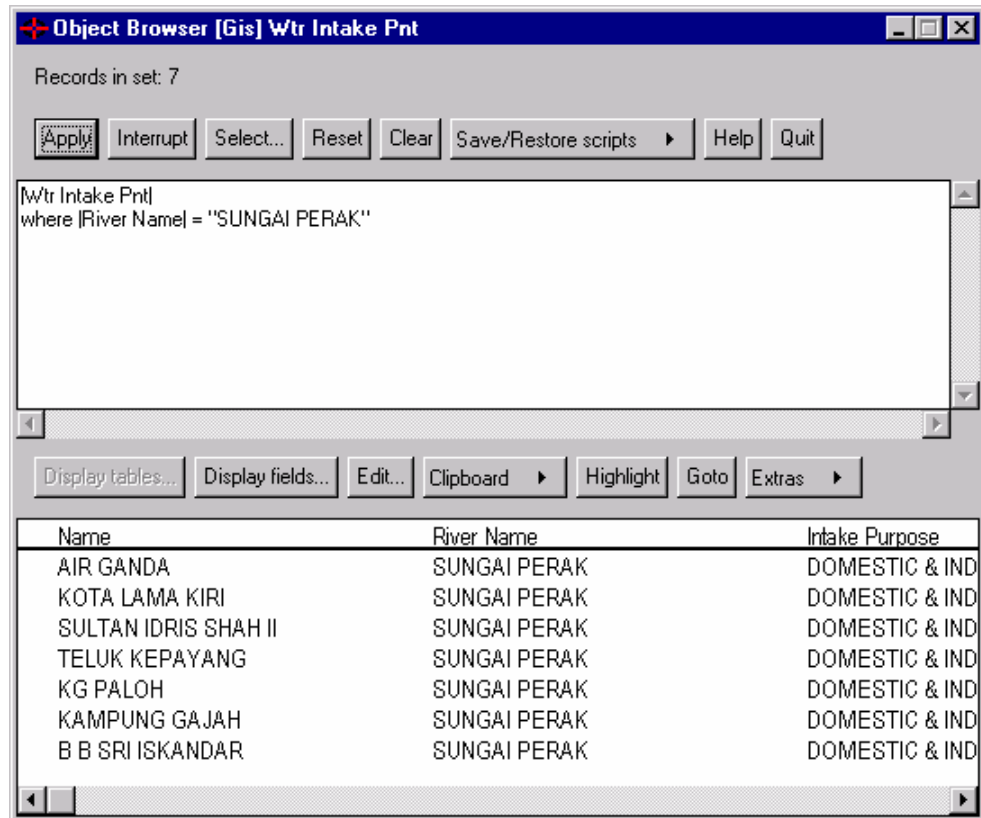 Object Browser [Gis] Wtr Intake Pnt
Records in set: 7
Apply Interrupt Select... Reset Clear Save/Restore scripts Help Quit
|Wtr Intake Pnt|
where |River Name| = "SUNGAI PERAK"
Display tables... Display fields... Edit... Clipboard Highlight Goto Extras
Name River Name Intake Purpose
AIR GANDA SUNGAI PERAK DOMESTIC & IND
KOTA LAMA KIRI SUNGAI PERAK DOMESTIC & IND
SULTAN IDRIS SHAH II SUNGAI PERAK DOMESTIC & IND
TELUK KEPAYANG SUNGAI PERAK DOMESTIC & IND
KG PALOH SUNGAI PERAK DOMESTIC & IND
KAMPUNG GAJAH SUNGAI PERAK DOMESTIC & IND
B B SRI ISKANDAR SUNGAI PERAK DOMESTIC & IND